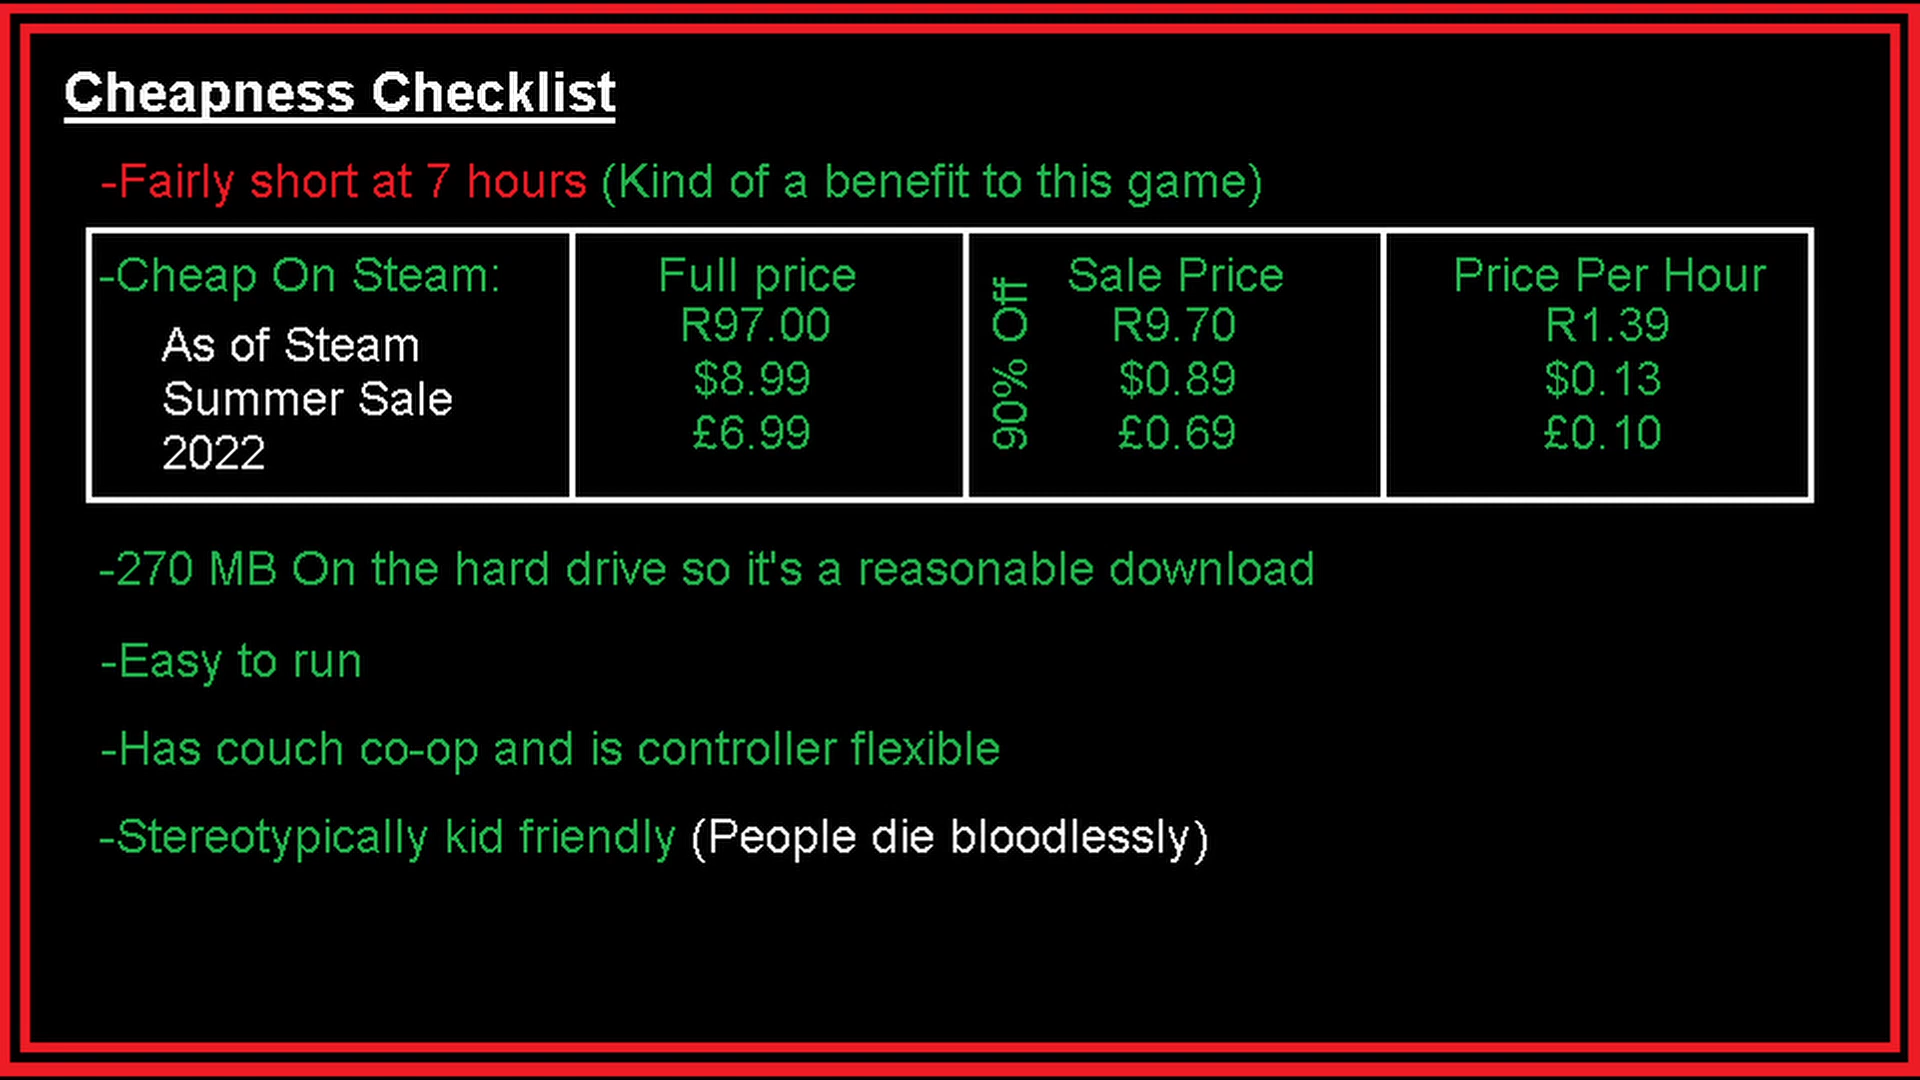 Cheapness Checklist
-Fairly short at 7 hours (Kind of a benefit to this game)
-Cheap On Steam:
As of Steam
Summer Sale
2022
Full price
R97.00
$8.99
£6.99
90% Off
Sale Price
R9.70
$0.89
£0.69
Price Per Hour
R1.39
$0.13
£0.10
-270 MB On the hard drive so it's a reasonable download
-Easy to run
-Has couch co-op and is controller flexible
-Stereotypically kid friendly (People die bloodlessly)